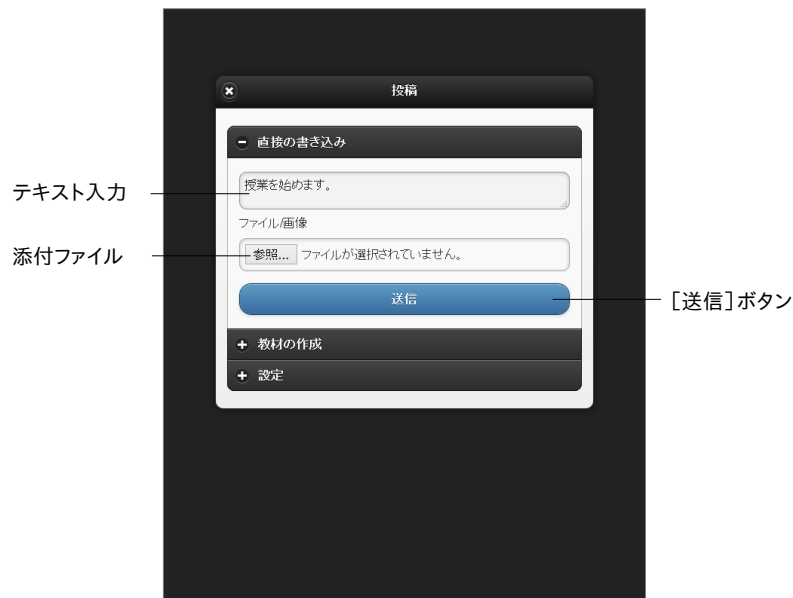 投稿
直接の書き込み
テキスト入力
授業を始めます。
ファイル/画像
添付ファイル
参照... ファイルが選択されていません。
送信
［送信］ボタン
教材の作成
設定